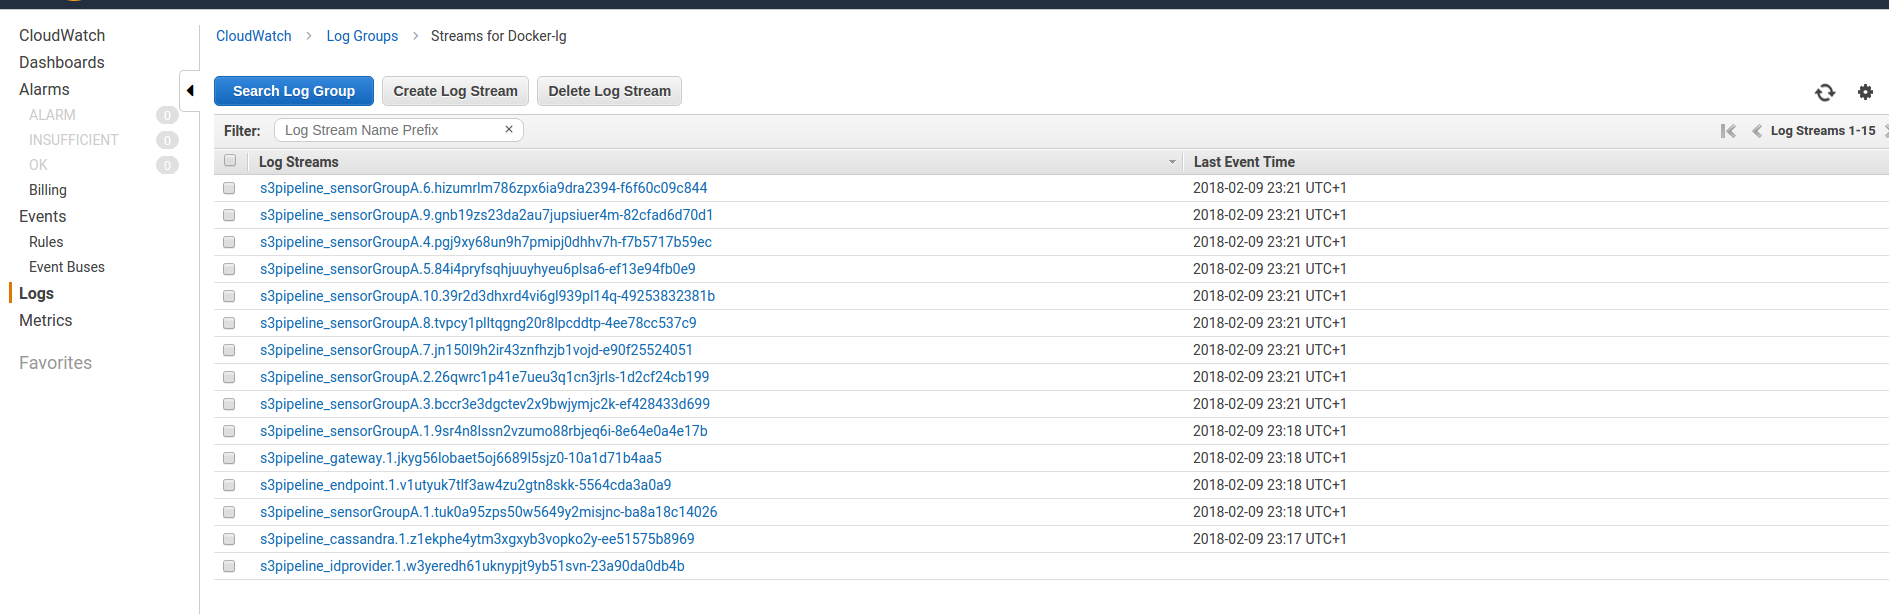 CloudWatch
Dashboards
Alarms
ALARM 0
INSUFFICIENT 0
OK 0
Billing
Events
Rules
Event Buses
Logs
Metrics
Favorites
CloudWatch > Log Groups > Streams for Docker-lg
Search Log Group Create Log Stream Delete Log Stream
Filter: Log Stream Name Prefix ×
Log Streams 1-15
Log Streams Last Event Time
s3pipeline_sensorGroupA.6.hizumrlm786zpx6ia9dra2394-f6f60c09c844 2018-02-09 23:21 UTC+1
s3pipeline_sensorGroupA.9.gnb19zs23da2au7jupsiuer4m-82cfad6d70d1 2018-02-09 23:21 UTC+1
s3pipeline_sensorGroupA.4.pgj9xy68un9h7pmipj0dhhv7h-f7b5717b59ec 2018-02-09 23:21 UTC+1
s3pipeline_sensorGroupA.5.84i4pryfsqhjuuyhyeu6plsa6-ef13e94fb0e9 2018-02-09 23:21 UTC+1
s3pipeline_sensorGroupA.10.39r2d3dhxrd4vi6gl939pl14q-49253832381b 2018-02-09 23:21 UTC+1
s3pipeline_sensorGroupA.8.tvpcy1plltqgng20r8lpcddtp-4ee78cc537c9 2018-02-09 23:21 UTC+1
s3pipeline_sensorGroupA.7.jn150l9h2ir43znfhzjb1vojd-e90f25524051 2018-02-09 23:21 UTC+1
s3pipeline_sensorGroupA.2.26qwrc1p41e7ueu3q1cn3jrls-1d2cf24cb199 2018-02-09 23:21 UTC+1
s3pipeline_sensorGroupA.3.bccr3e3dgctev2x9bwjymjc2k-ef428433d699 2018-02-09 23:21 UTC+1
s3pipeline_sensorGroupA.1.9sr4n8lssn2vzumo88rbjeq6i-8e64e0a4e17b 2018-02-09 23:18 UTC+1
s3pipeline_gateway.1.jkyg56lobaet5oj6689l5sjz0-10a1d71b4aa5 2018-02-09 23:18 UTC+1
s3pipeline_endpoint.1.v1utyuk7tlf3aw4zu2gtn8skk-5564cda3a0a9 2018-02-09 23:18 UTC+1
s3pipeline_sensorGroupA.1.tuk0a95zps50w5649y2misjnc-ba8a18c14026 2018-02-09 23:18 UTC+1
s3pipeline_cassandra.1.z1ekphe4ytm3xgxyb3vopko2y-ee51575b8969 2018-02-09 23:17 UTC+1
s3pipeline_idprovider.1.w3yeredh61uknypjt9yb51svn-23a90da0db4b